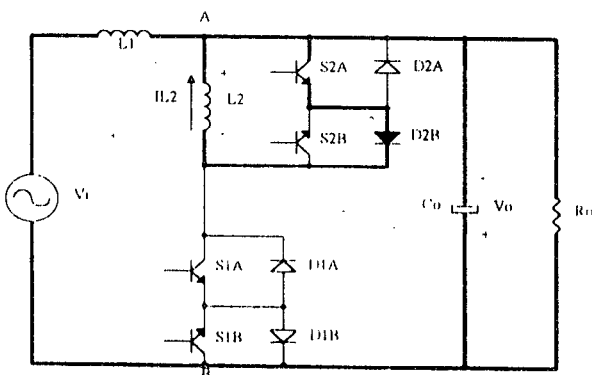 A
L1
S2A
D2A
IL2
L2
S2B
D2B
Vi
Co
Vo
Ro
S1A
D1A
S1B
D1B
B